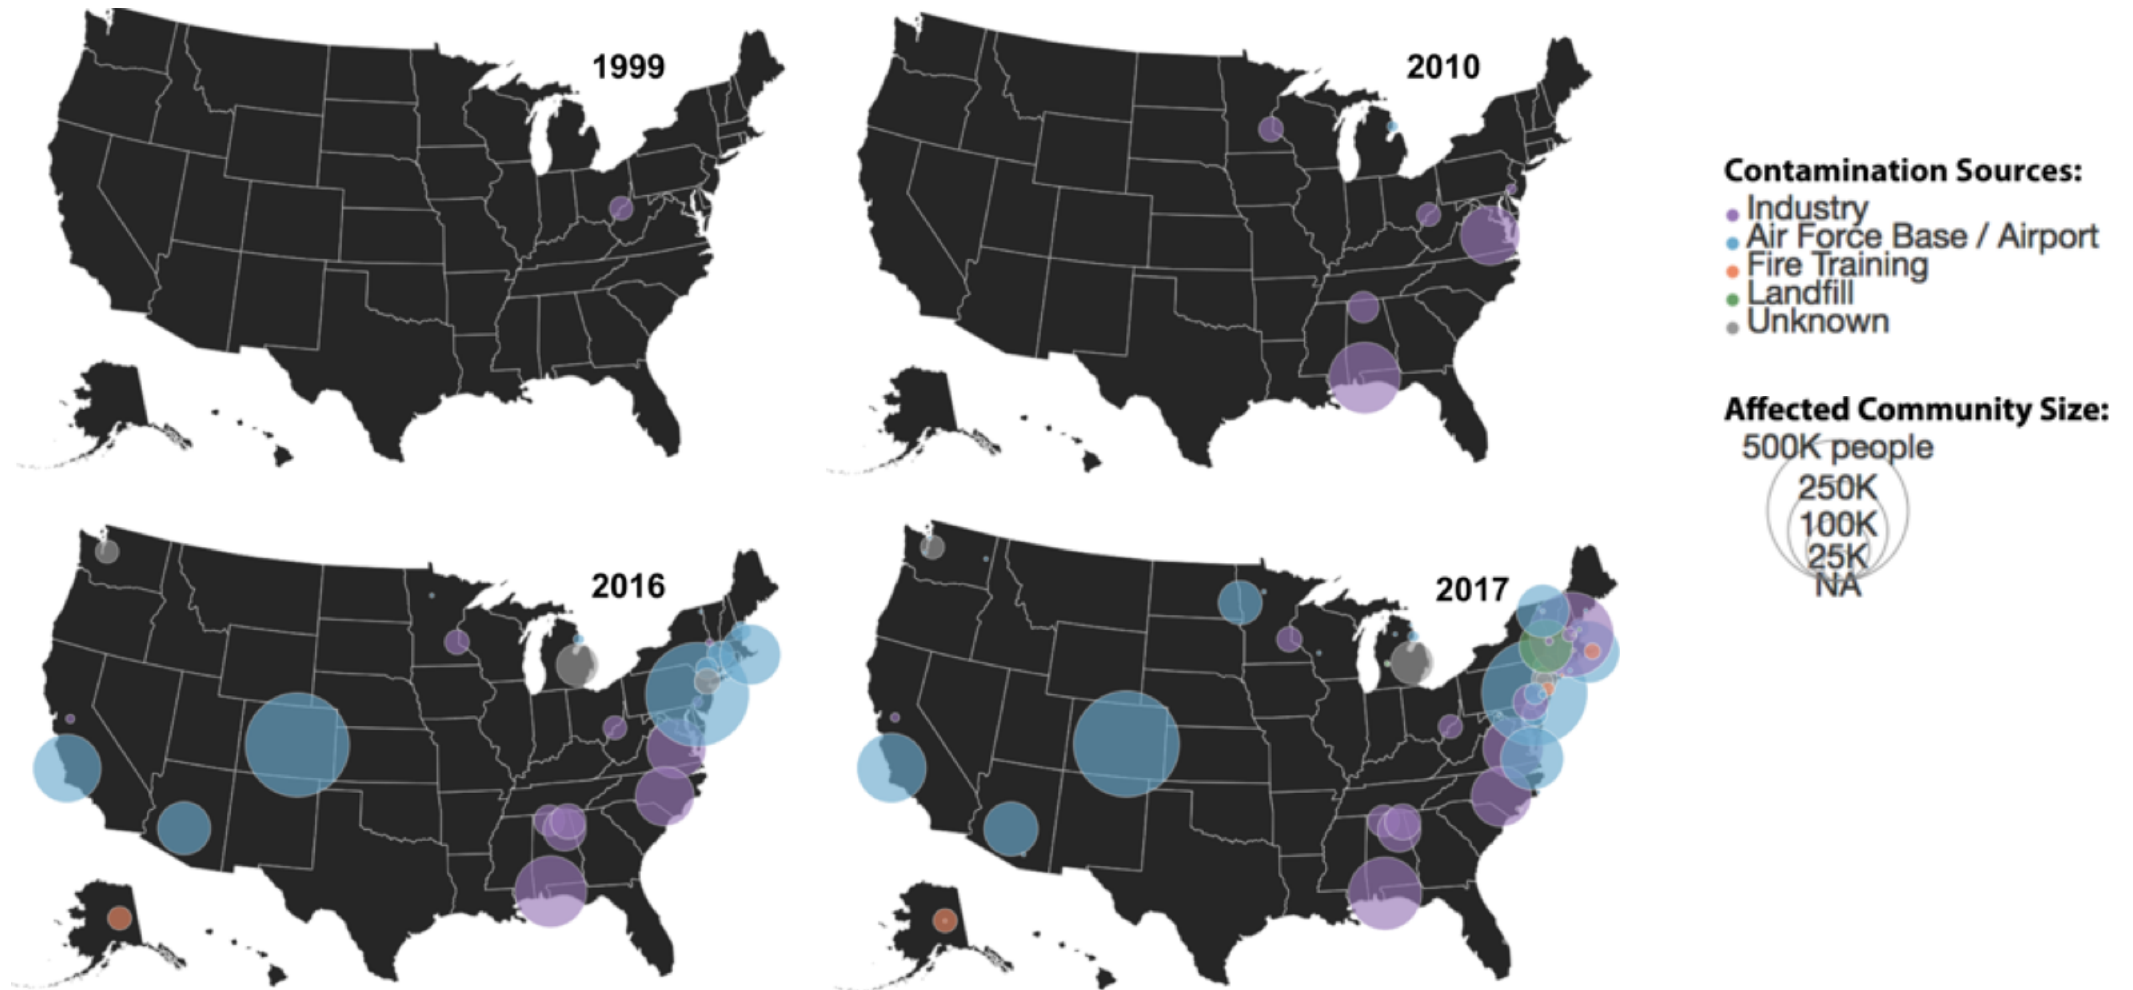 1999
2010
2016
2017
Contamination Sources:
Industry
Air Force Base / Airport
Fire Training
Landfill
Unknown
Affected Community Size:
500K people
250K
100K
25K
NA